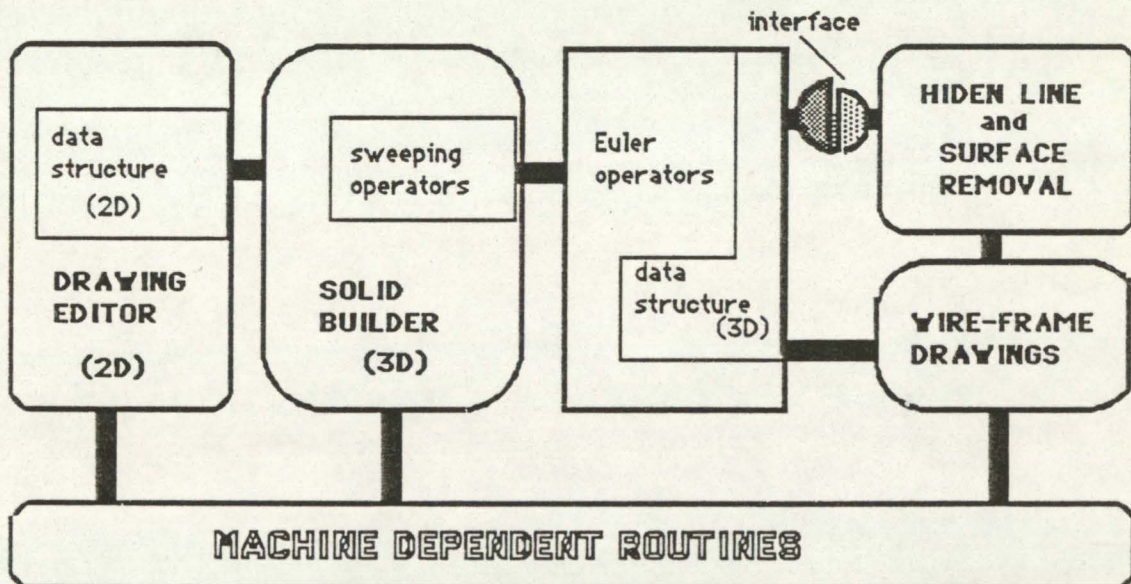 interface
data
structure
(2D)
DRAWING
EDITOR
(2D)
sweeping
operators
SOLID
BUILDER
(3D)
Euler
operators
data
structure
(3D)
HIDEN LINE
and
SURFACE
REMOVAL
WIRE-FRAME
DRAWINGS
MACHINE DEPENDENT ROUTINES